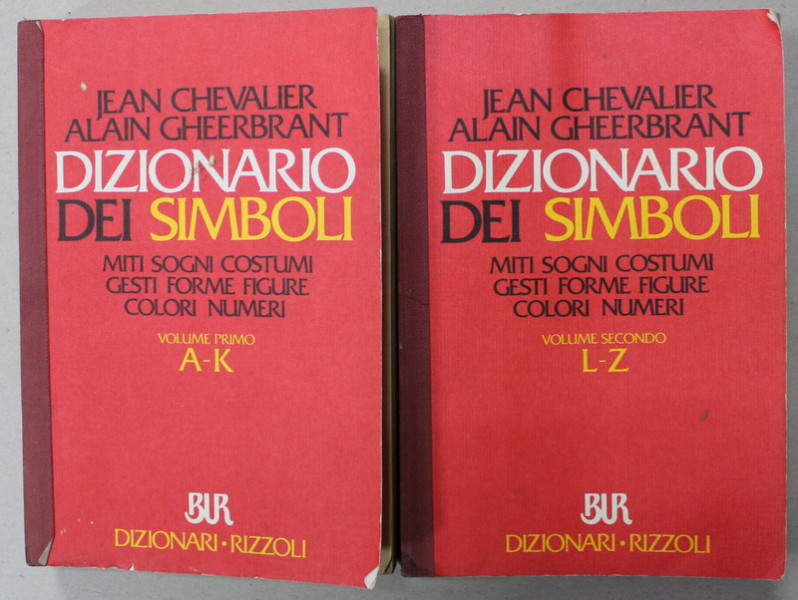 JEAN CHEVALIER
ALAIN GHEERBRANT
DIZIONARIO
DEI SIMBOLI
MITI SOGNI COSTUMI
GESTI FORME FIGURE
COLORI NUMERI
VOLUME PRIMO
A-K
BUR
DIZIONARI • RIZZOLI
JEAN CHEVALIER
ALAIN GHEERBRANT
DIZIONARIO
DEI SIMBOLI
MITI SOGNI COSTUMI
GESTI FORME FIGURE
COLORI NUMERI
VOLUME SECONDO
L-Z
BUR
DIZIONARI • RIZZOLI